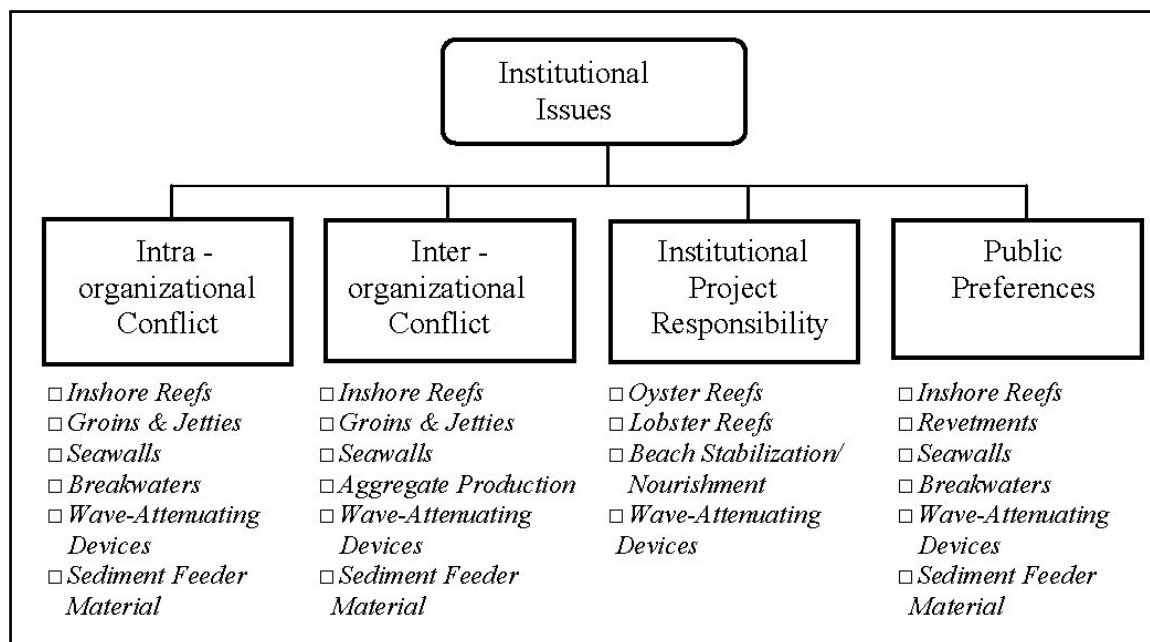 Institutional
Issues
Intra -
organizational
Conflict
□ Inshore Reefs
□ Groins & Jetties
□ Seawalls
□ Breakwaters
□ Wave-Attenuating
Devices
□ Sediment Feeder
Material
Inter -
organizational
Conflict
□ Inshore Reefs
□ Groins & Jetties
□ Seawalls
□ Aggregate Production
□ Wave-Attenuating
Devices
□ Sediment Feeder
Material
Institutional
Project
Responsibility
□ Oyster Reefs
□ Lobster Reefs
□ Beach Stabilization/
Nourishment
□ Wave-Attenuating
Devices
Public
Preferences
□ Inshore Reefs
□ Revetments
□ Seawalls
□ Breakwaters
□ Wave-Attenuating
Devices
□ Sediment Feeder
Material